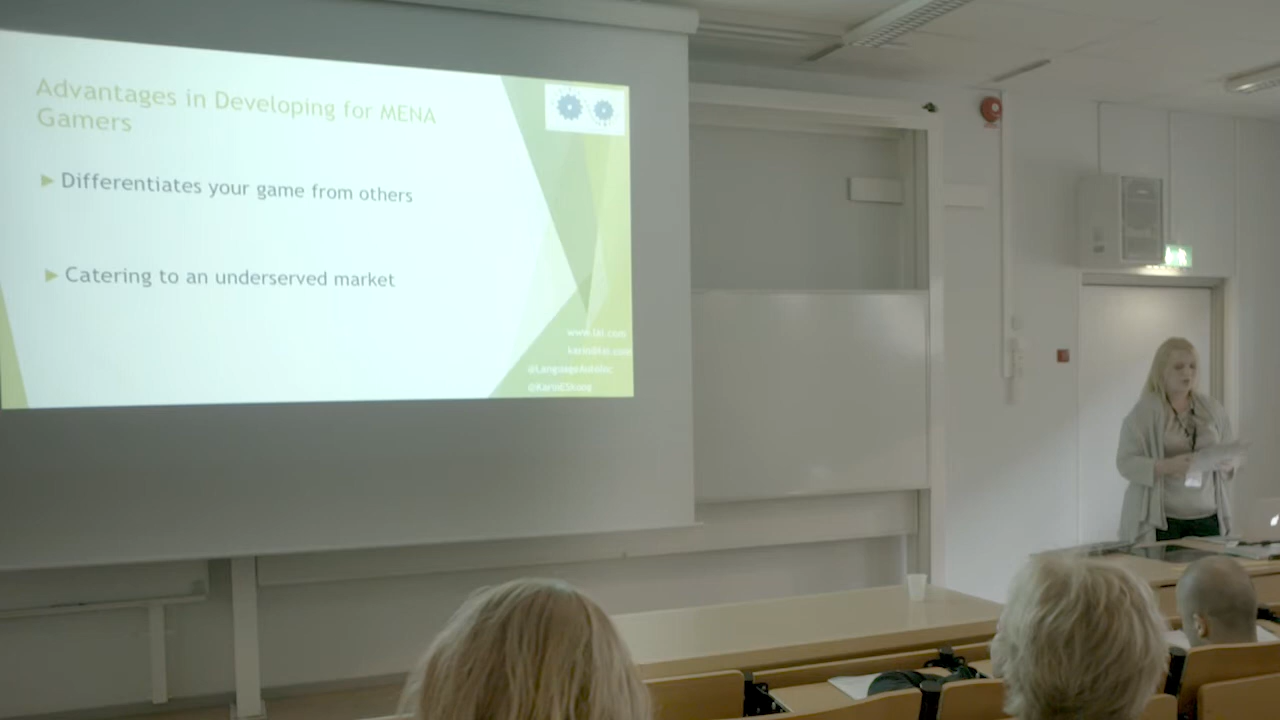 Advantages in Developing for MENA
Gamers
Differentiates your game from others
Catering to an underserved market